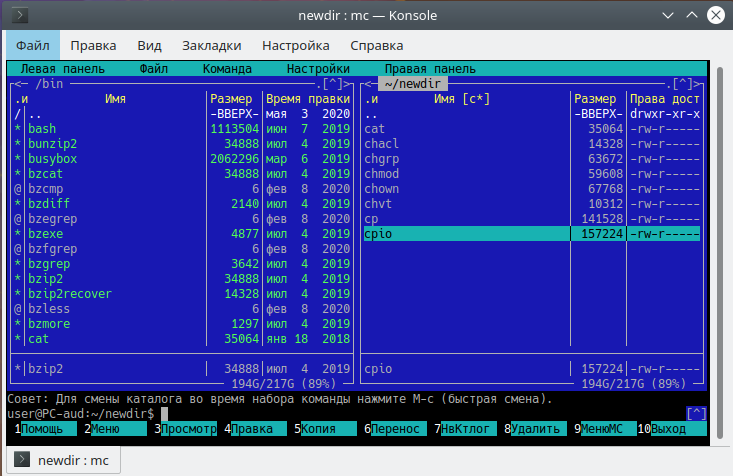 newdir : mc — Konsole
Файл Правка Вид Закладки Настройка Справка
Левая панель Файл Команда Настройки Правая панель
<– /bin .[^]> <– ~/newdir .[^]>
.и Имя Размер Время правки .и Имя [с*] Размер Права дост
/ .. -ВВЕРХ- мая 3 2020 .. -ВВЕРХ- drwxr-xr-x
* bash 1113504 июн 7 2019 cat 35064 -rw-r-----
* bunzip2 34888 июл 4 2019 chacl 14328 -rw-r-----
* busybox 2062296 мар 6 2019 chgrp 63672 -rw-r-----
* bzcat 34888 июл 4 2019 chmod 59608 -rw-r-----
@ bzcmp 6 фев 8 2020 chown 67768 -rw-r-----
* bzdiff 2140 июл 4 2019 chvt 10312 -rw-r-----
@ bzegrep 6 фев 8 2020 cp 141528 -rw-r-----
* bzexe 4877 июл 4 2019 cpio 157224 -rw-r-----
@ bzfgrep 6 фев 8 2020
* bzgrep 3642 июл 4 2019
* bzip2 34888 июл 4 2019
* bzip2recover 14328 июл 4 2019
@ bzless 6 фев 8 2020
* bzmore 1297 июл 4 2019
* cat 35064 янв 18 2018
* bzip2 34888 июл 4 2019 cpio 157224 -rw-r-----
194G/217G (89%) 194G/217G (89%)
Совет: Для смены каталога во время набора команды нажмите M-c (быстрая смена).
user@PC-aud:~/newdir$ [^]
1Помощь 2Меню 3Просмотр 4Правка 5Копия 6Перенос 7НвКтлог 8Удалить 9МенюМС 10Выход
newdir : mc